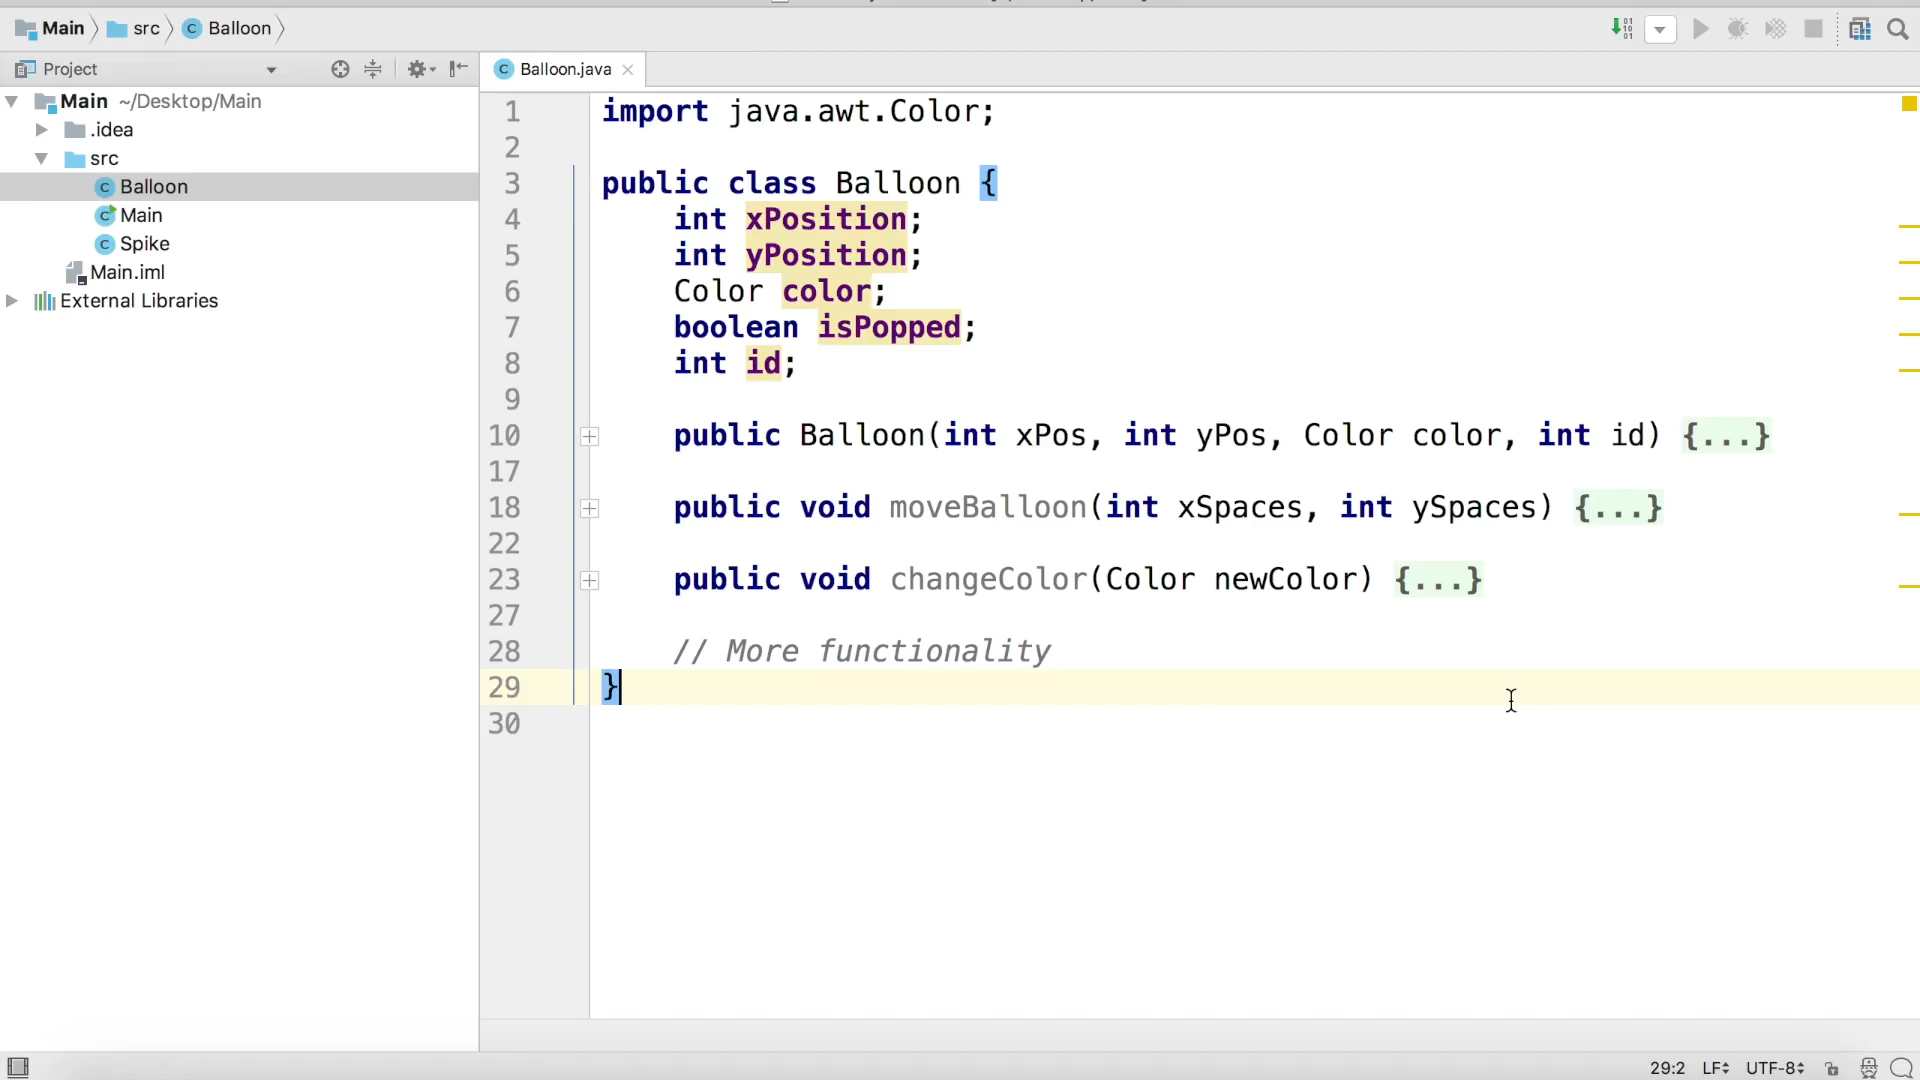 Main src Balloon
Project
Balloon.java
Main ~/Desktop/Main
.idea
src
Balloon
Main
Spike
Main.iml
External Libraries
1 import java.awt.Color;
2
3 public class Balloon {
4 int xPosition;
5 int yPosition;
6 Color color;
7 boolean isPopped;
8 int id;
9
10 public Balloon(int xPos, int yPos, Color color, int id) {...}
17
18 public void moveBalloon(int xSpaces, int ySpaces) {...}
22
23 public void changeColor(Color newColor) {...}
27
28 // More functionality
29 }
30
29:2 LF UTF-8